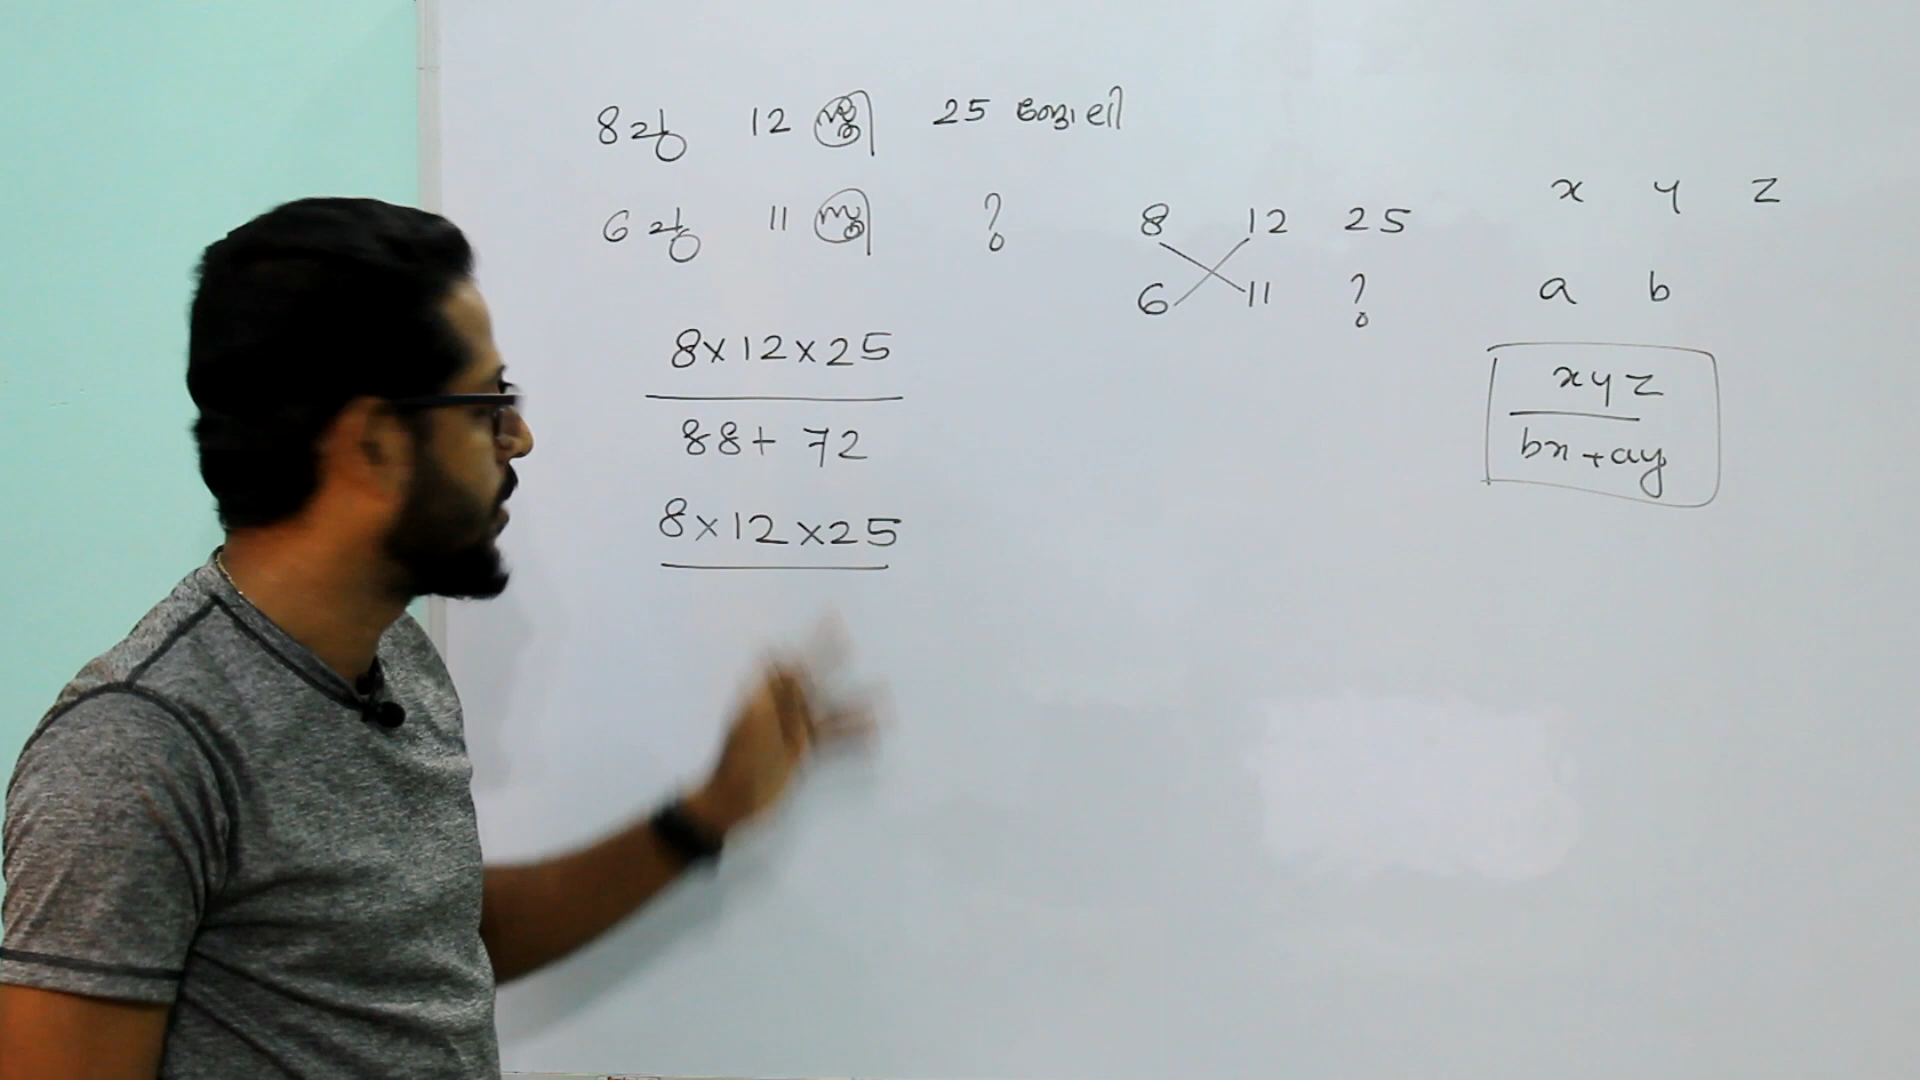 8 പു 12 സ്ത്രീ 25 ജോലി
6 പു 11 സ്ത്രീ ?
8 12 25
6 11 ?
8×12×25
88+ 72
8×12×25
x y z
a b
xyz
bx+ay